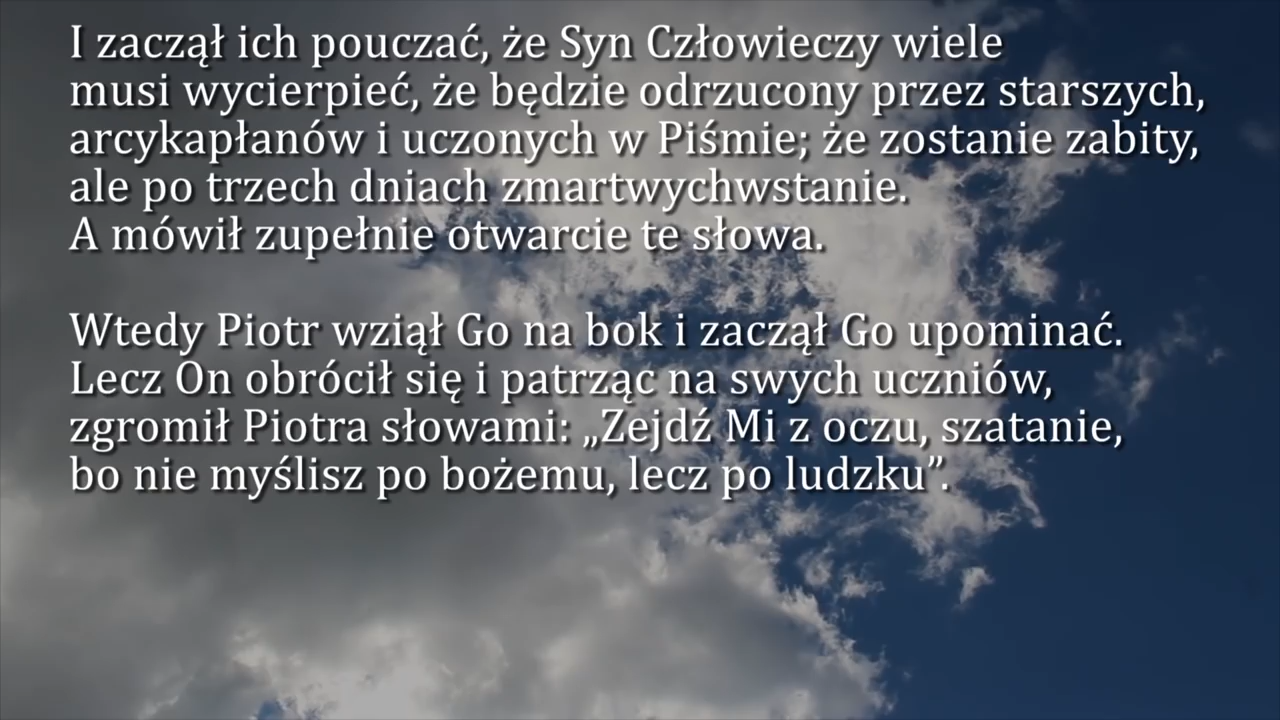 I zaczął ich pouczać, że Syn Człowieczy wiele
musi wycierpieć, że będzie odrzucony przez starszych,
arcykapłanów i uczonych w Piśmie; że zostanie zabity,
ale po trzech dniach zmartwychwstanie.
A mówił zupełnie otwarcie te słowa.
Wtedy Piotr wziął Go na bok i zaczął Go upominać.
Lecz On obrócił się i patrząc na swych uczniów,
zgromił Piotra słowami: „Zejdź Mi z oczu, szatanie,
bo nie myślisz po bożemu, lecz po ludzku”.